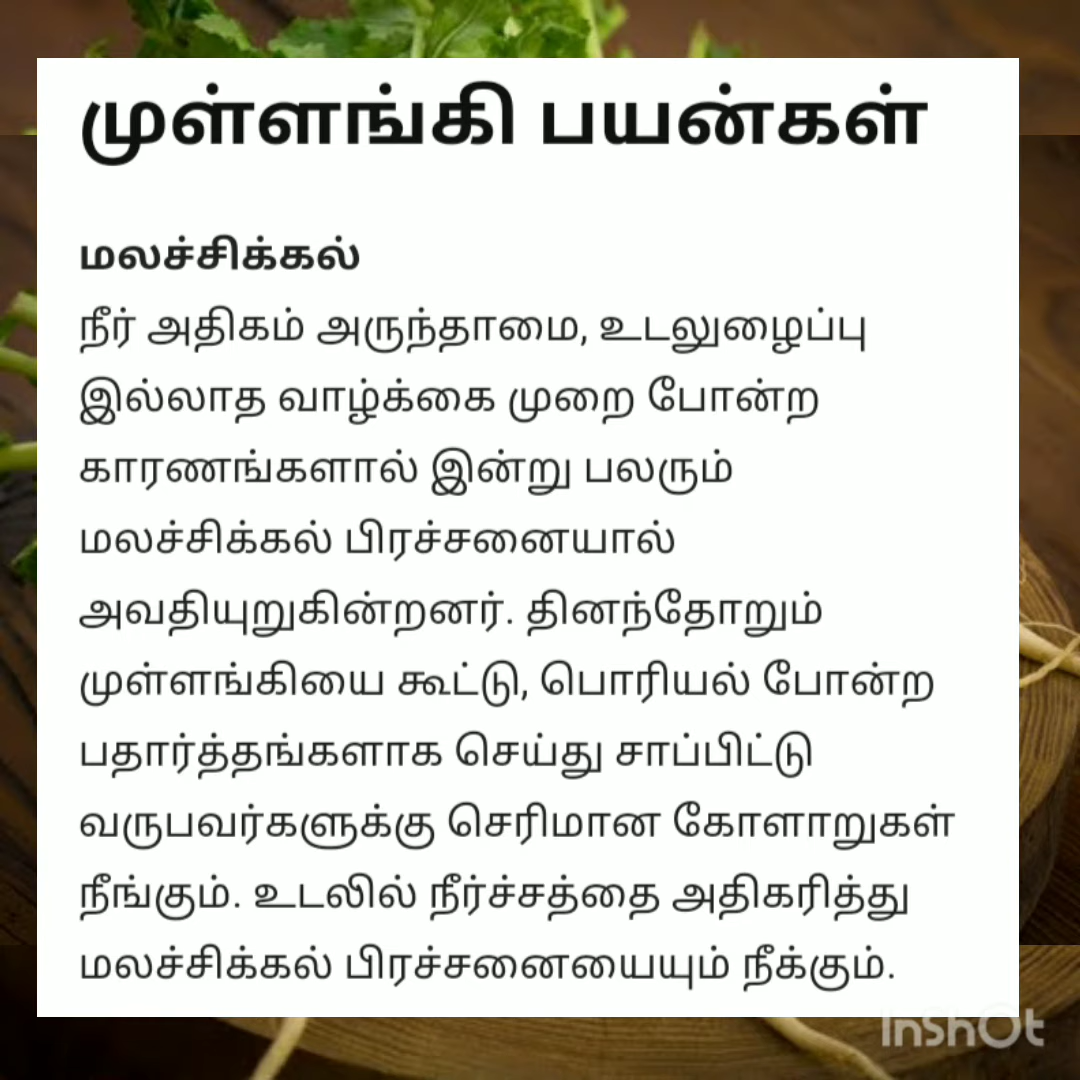 முள்ளங்கி பயன்கள்
மலச்சிக்கல்
நீர் அதிகம் அருந்தாமை, உடலுழைப்பு
இல்லாத வாழ்க்கை முறை போன்ற
காரணங்களால் இன்று பலரும்
மலச்சிக்கல் பிரச்சனையால்
அவதியுறுகின்றனர். தினந்தோறும்
முள்ளங்கியை கூட்டு, பொரியல் போன்ற
பதார்த்தங்களாக செய்து சாப்பிட்டு
வருபவர்களுக்கு செரிமான கோளாறுகள்
நீங்கும். உடலில் நீர்ச்சத்தை அதிகரித்து
மலச்சிக்கல் பிரச்சனையையும் நீக்கும்.
InShOt